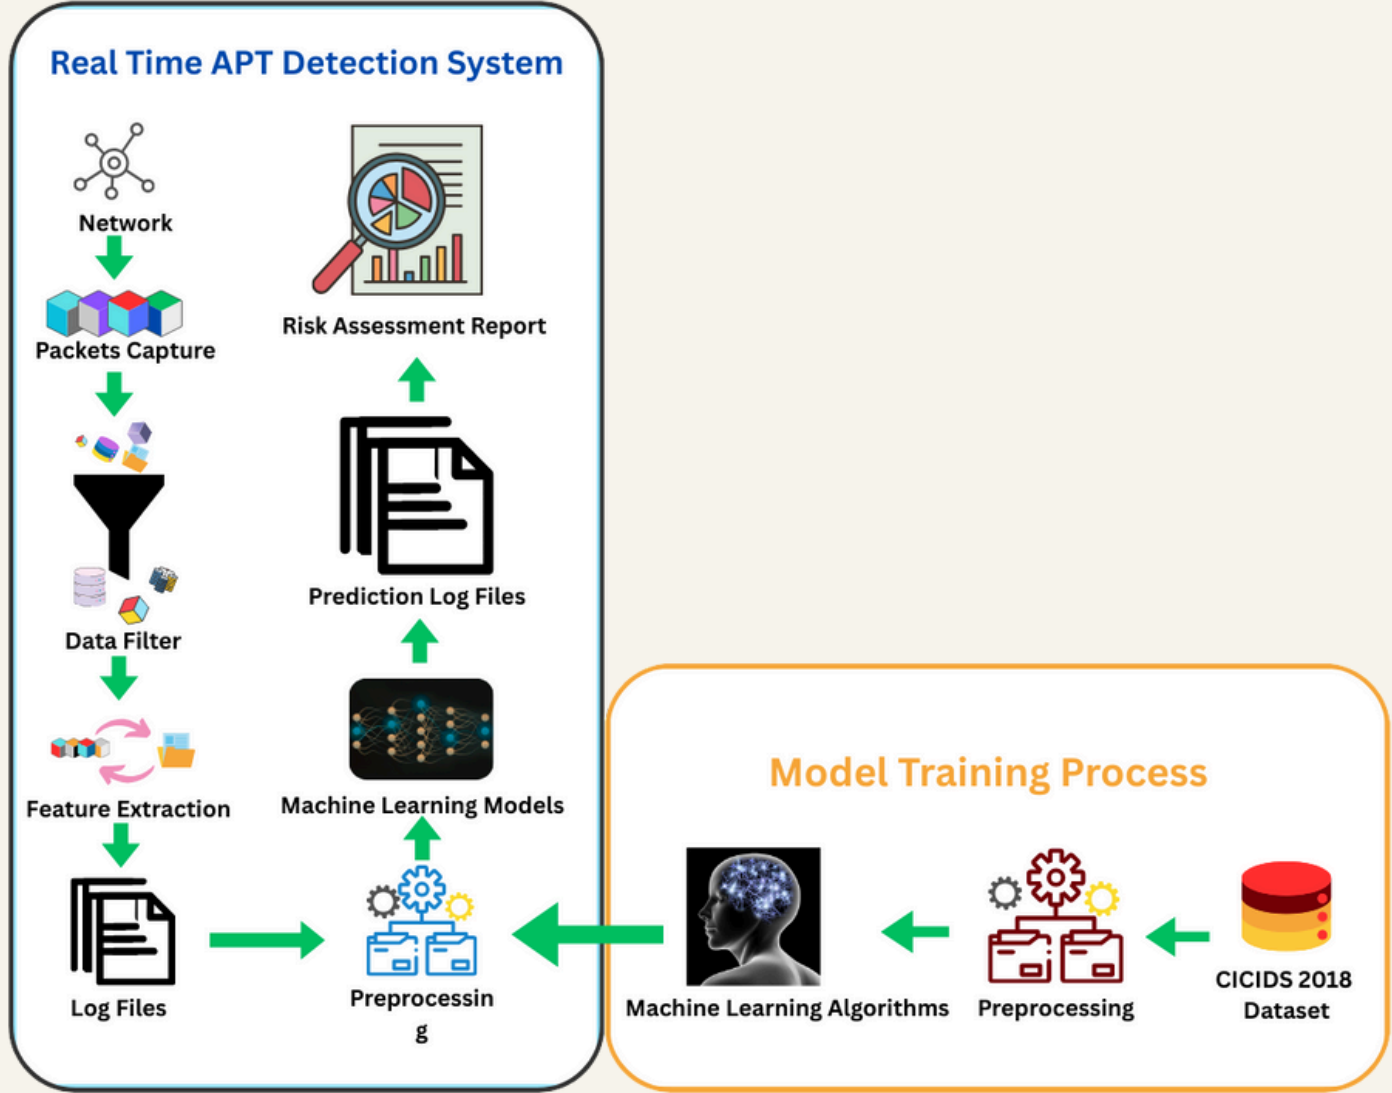 Real Time APT Detection System
Network
Packets Capture
Data Filter
Feature Extraction
Log Files
Risk Assessment Report
Prediction Log Files
Machine Learning Models
Preprocessin
g
Model Training Process
Machine Learning Algorithms
Preprocessing
CICIDS 2018
Dataset